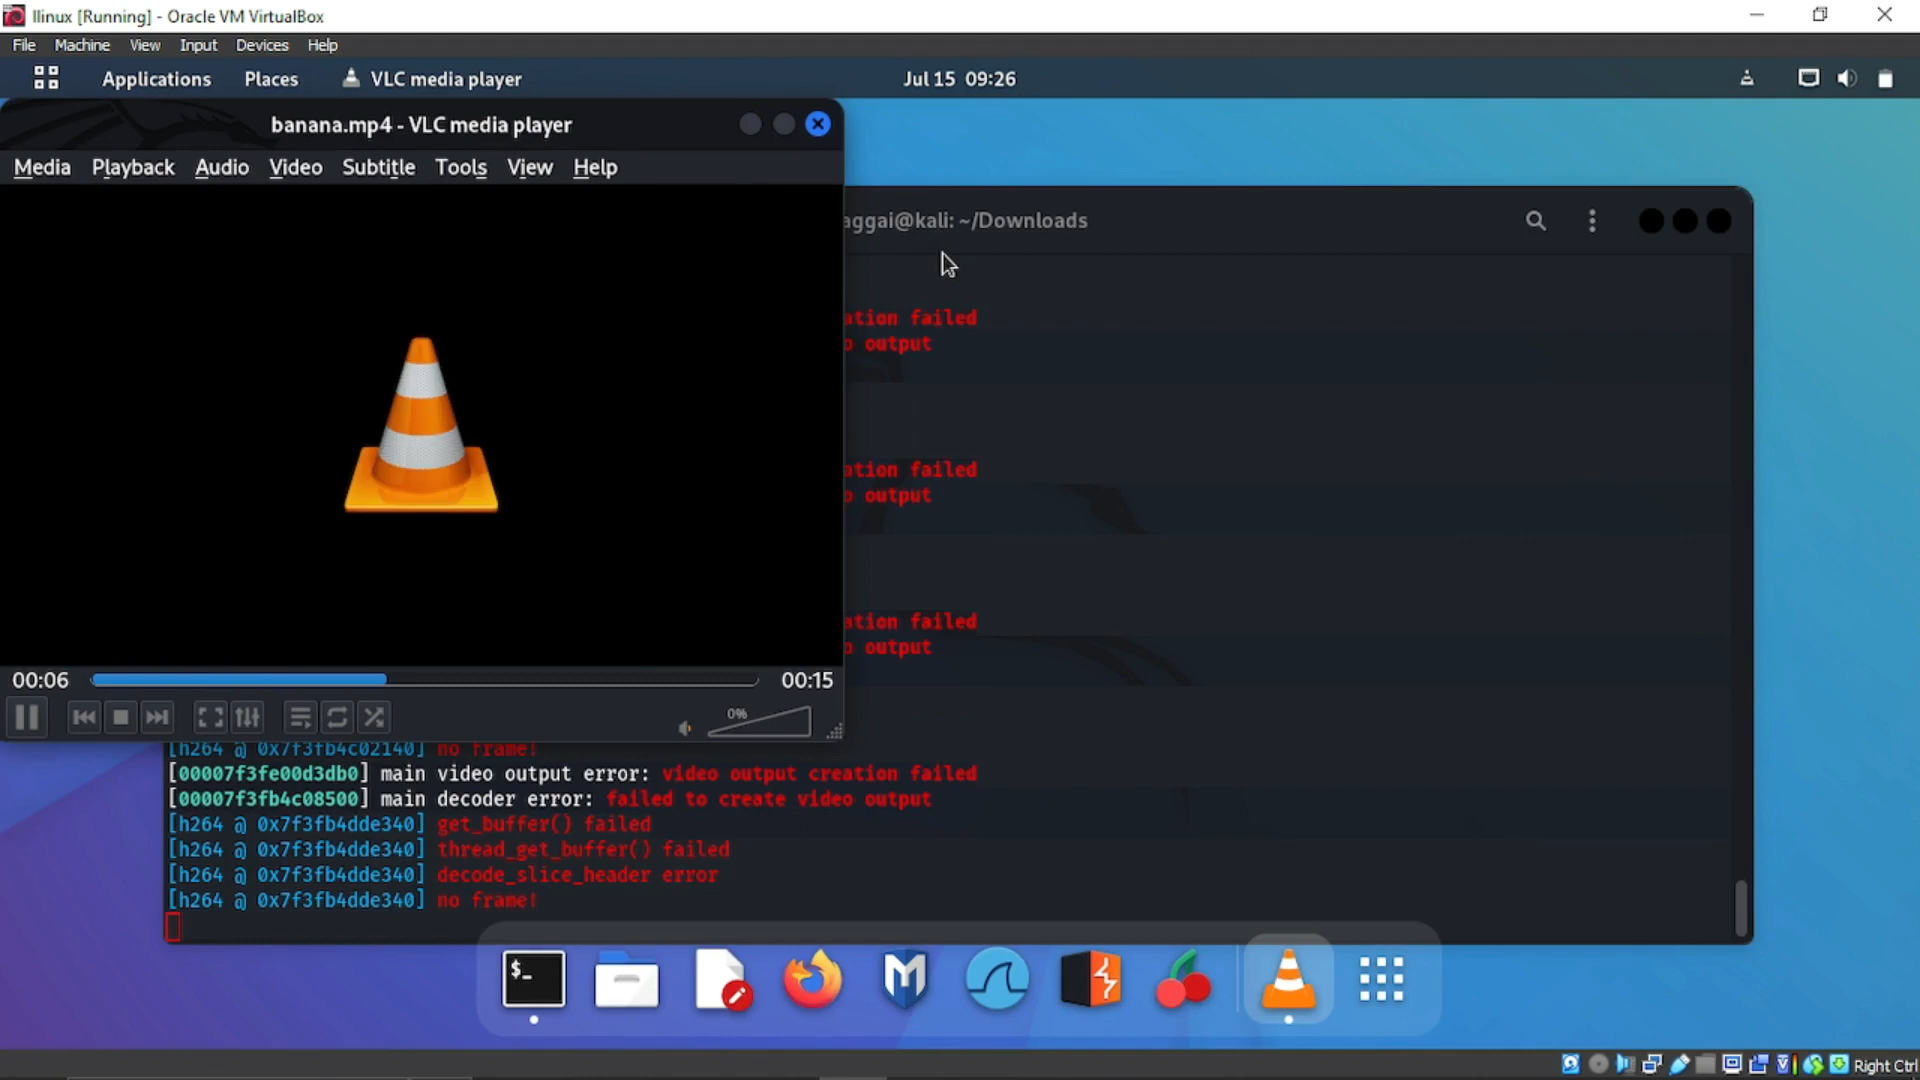 llinux [Running] - Oracle VM VirtualBox
File Machine View Input Devices Help
Applications Places VLC media player Jul 15 09:26
banana.mp4 - VLC media player
Media Playback Audio Video Subtitle Tools View Help
aggai@kali: ~/Downloads
ation failed
o output
ation failed
o output
ation failed
o output
00:06 00:15
0%
[h264 @ 0x7f3fb4c02140] no frame!
[00007f3fe00d3db0] main video output error: video output creation failed
[00007f3fb4c08500] main decoder error: failed to create video output
[h264 @ 0x7f3fb4dde340] get_buffer() failed
[h264 @ 0x7f3fb4dde340] thread_get_buffer() failed
[h264 @ 0x7f3fb4dde340] decode_slice_header error
[h264 @ 0x7f3fb4dde340] no frame!
$_
Right Ctrl